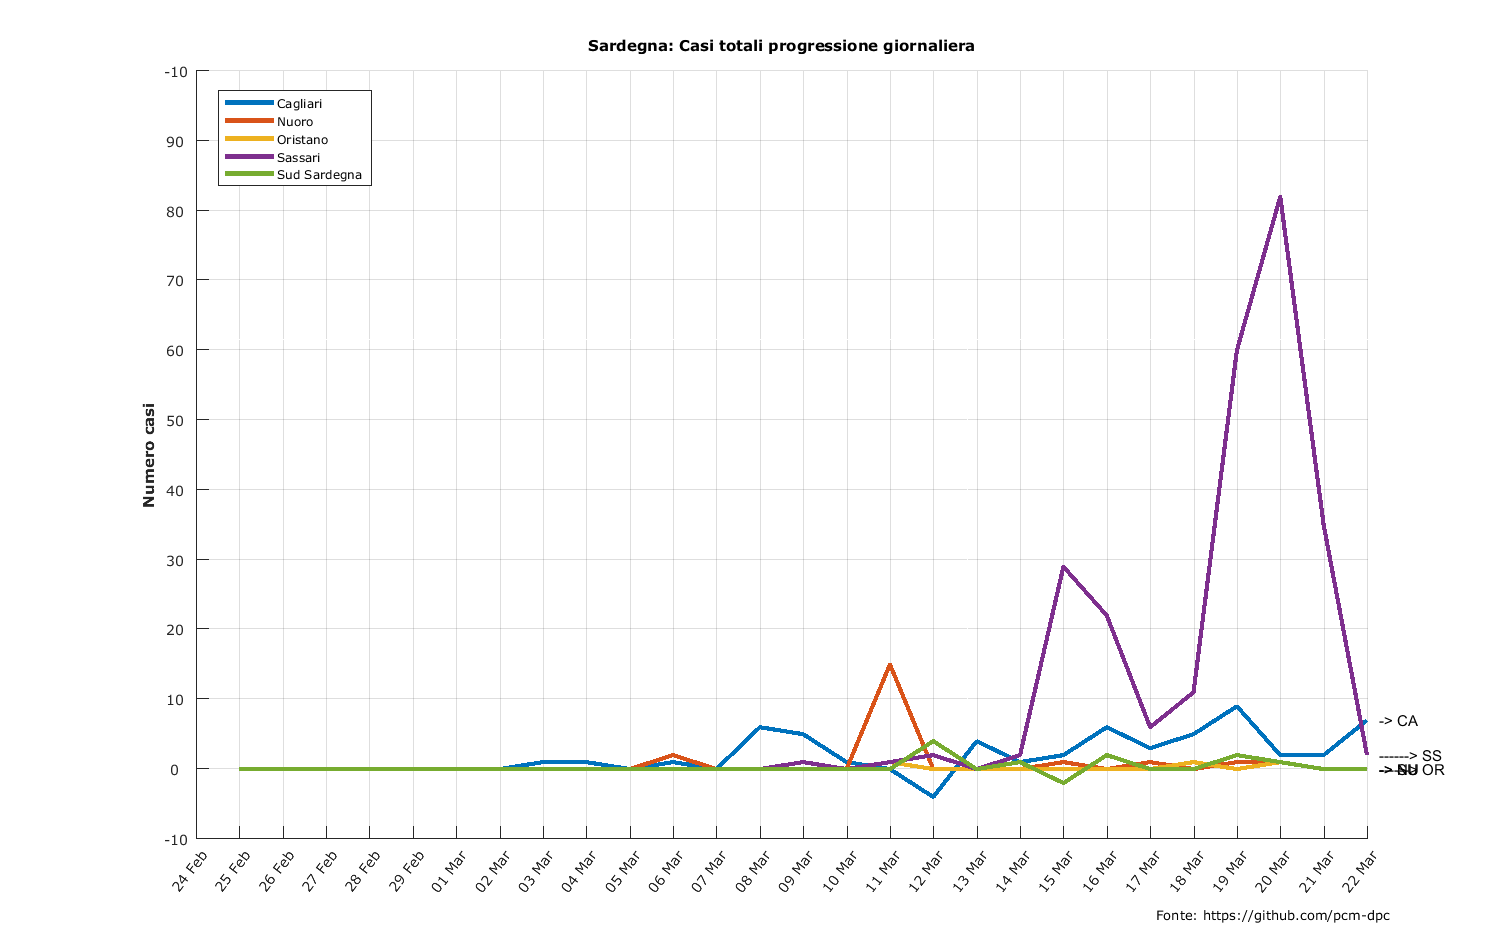 Sardegna: Casi totali progressione giornaliera
-10
90
80
70
60
50
40
30
20
10
0
-10
Numero casi
Cagliari
Nuoro
Oristano
Sassari
Sud Sardegna
-> CA
------> SS
OR
24 Feb
25 Feb
26 Feb
27 Feb
28 Feb
29 Feb
01 Mar
02 Mar
03 Mar
04 Mar
05 Mar
06 Mar
07 Mar
08 Mar
09 Mar
10 Mar
11 Mar
12 Mar
13 Mar
14 Mar
15 Mar
16 Mar
17 Mar
18 Mar
19 Mar
20 Mar
21 Mar
22 Mar
Fonte: https://github.com/pcm-dpc